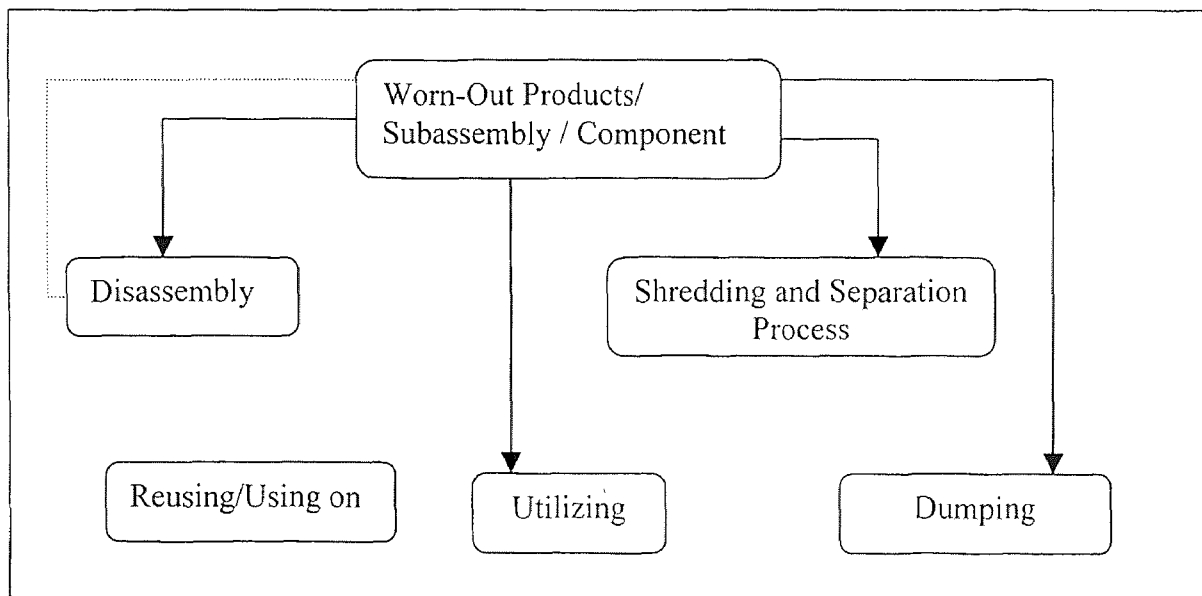 Worn-Out Products/
Subassembly / Component
Disassembly
Shredding and Separation
Process
Reusing/Using on
Utilizing
Dumping